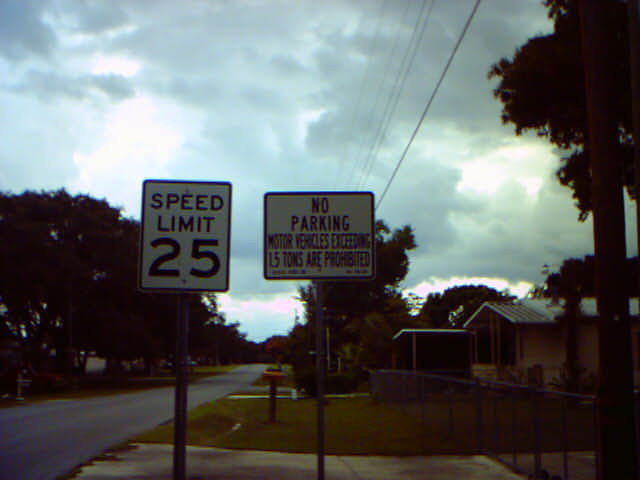 SPEED
LIMIT
25
NO
PARKING
MOTOR VEHICLES EXCEEDING
1.5 TONS ARE PROHIBITED